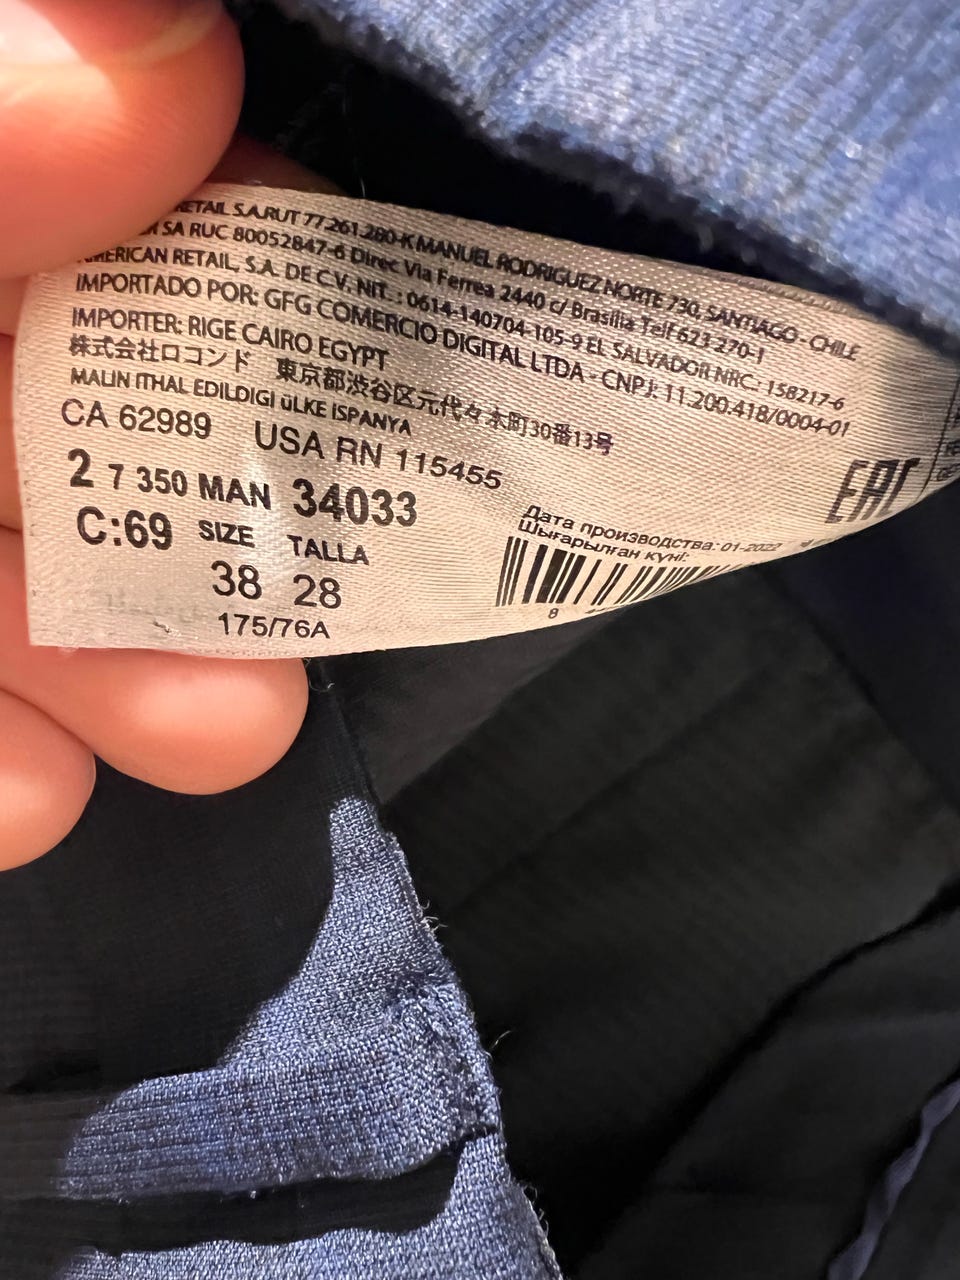 RETAIL S.A.RUT 77.261.280-K MANUEL RODRIGUEZ NORTE 730, SANTIAGO - CHILE
SA RUC 80052847-6 Direc Via Ferrea 2440 c/ Brasilia Telf 623 270-1
AMERICAN RETAIL, S.A. DE C.V. NIT. : 0614-140704-105-9 EL SALVADOR NRC.: 158217-6
IMPORTADO POR: GFG COMERCIO DIGITAL LTDA - CNPJ: 11.200.418/0004-01
IMPORTER: RIGE CAIRO EGYPT
株式会社ロコンド 東京都渋谷区元代々木町30番13号
MALIN ITHAL EDILDIGI üLKE ISPANYA
CA 62989 USA RN 115455
2 7 350 MAN 34033
C:69 SIZE TALLA
38 28
175/76A
EAC
Дата производства: 01-2022
Шығарылған күні:
8